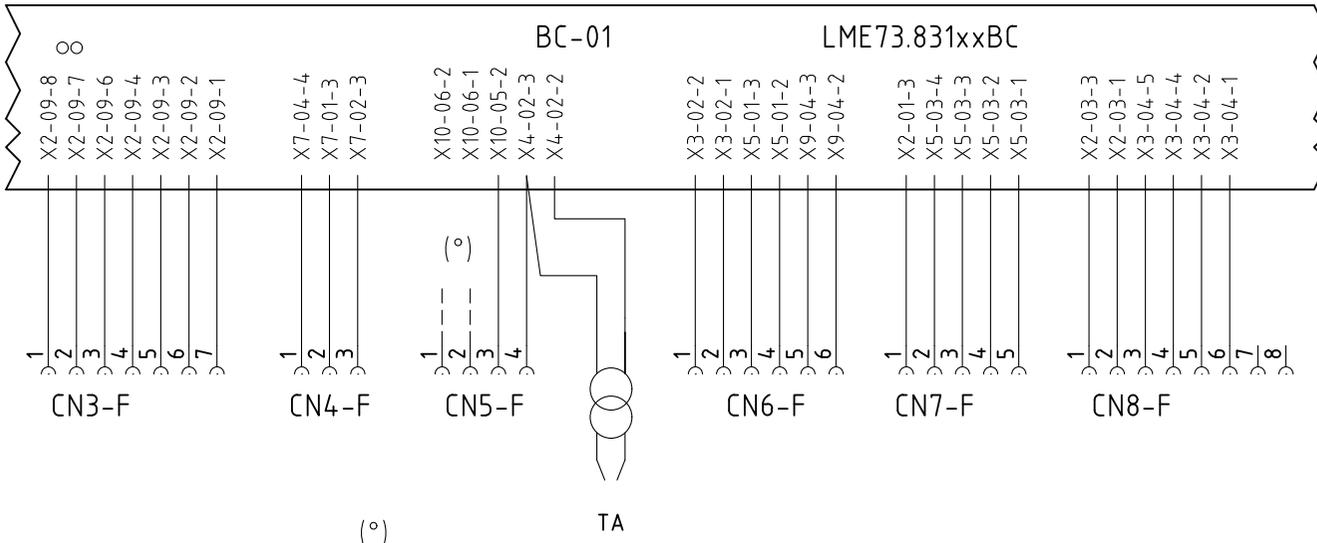 BC-01 LME73.831xxBC
X2-09-8
X2-09-7
X2-09-6
X2-09-4
X2-09-3
X2-09-2
X2-09-1
X7-04-4
X7-01-3
X7-02-3
X10-06-2
X10-06-1
X10-05-2
X4-02-3
X4-02-2
X3-02-2
X3-02-1
X5-01-3
X5-01-2
X9-04-3
X9-04-2
X2-01-3
X5-03-4
X5-03-3
X5-03-2
X5-03-1
X2-03-3
X2-03-1
X3-04-5
X3-04-4
X3-04-2
X3-04-1
(°)
1 2 3 4 5 6 7
1 2 3
1 2 3 4
1 2 3 4 5 6
1 2 3 4 5
1 2 3 4 5 6 7 8
CN3-F CN4-F CN5-F CN6-F CN7-F CN8-F
TA
(°)